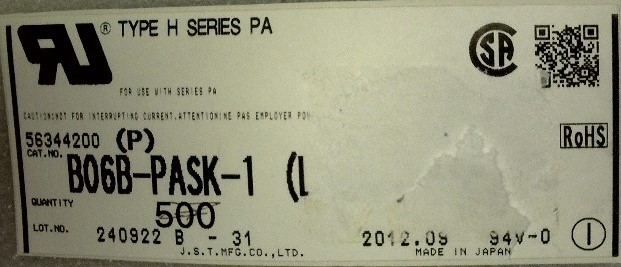 ® TYPE H SERIES PA
FOR USE WITH SERIES PA
CAUTION:NOT FOR INTERRUPTING CURRENT.ATTENTION:NE PAS EMPLOYER POU
56344200 (P)
CAT.NO. B06B-PASK-1 (L
RoHS
QUANTITY 500
LOT.NO. 240922 B - 31 2012.09 94V-0 1
J.S.T.MFG.CO.,LTD. MADE IN JAPAN